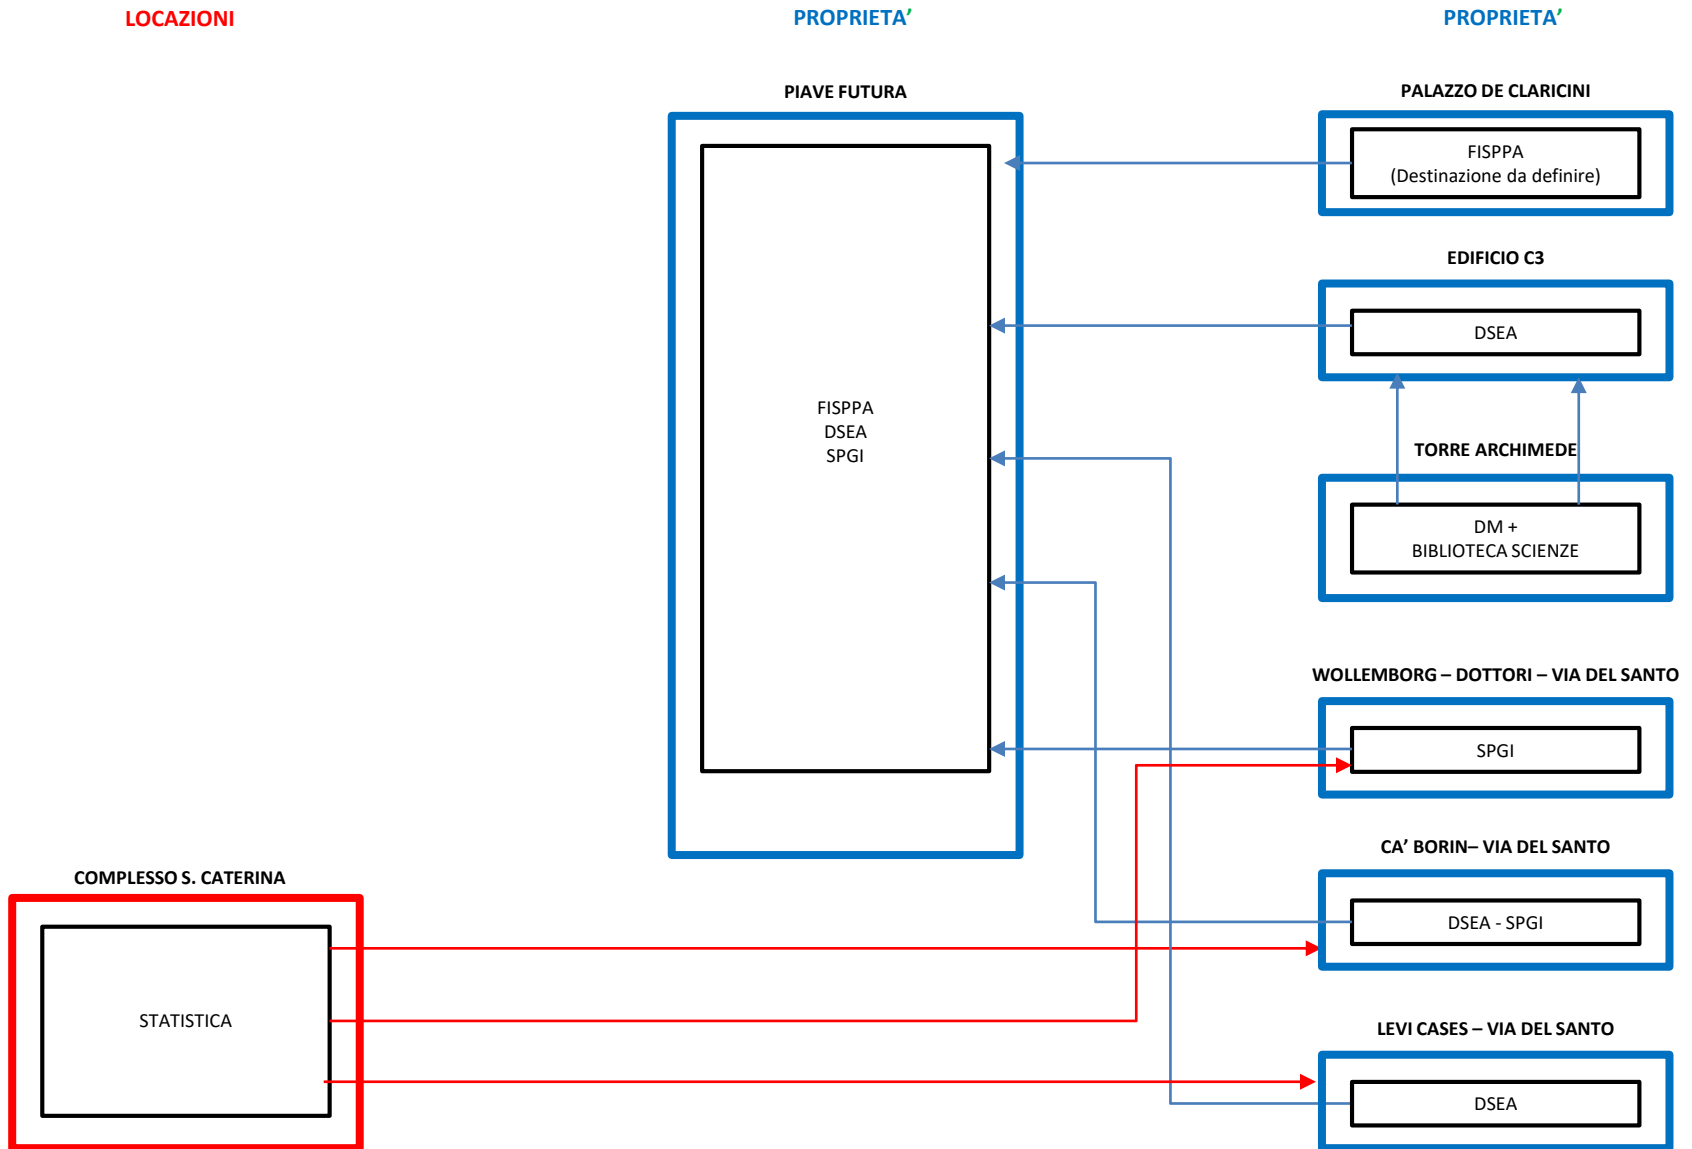 LOCAZIONI
PROPRIETA’
PROPRIETA’
PIAVE FUTURA
FISPPA
DSEA
SPGI
PALAZZO DE CLARICINI
FISPPA
(Destinazione da definire)
EDIFICIO C3
DSEA
TORRE ARCHIMEDE
DM +
BIBLIOTECA SCIENZE
WOLLEMBORG – DOTTORI – VIA DEL SANTO
SPGI
CA’ BORIN– VIA DEL SANTO
DSEA - SPGI
COMPLESSO S. CATERINA
STATISTICA
LEVI CASES – VIA DEL SANTO
DSEA